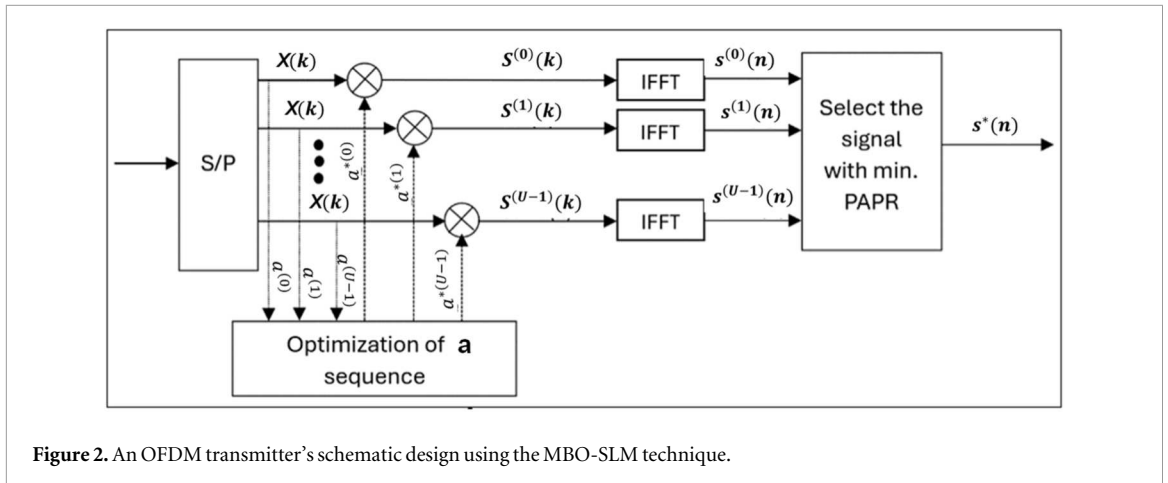 X(k)
S⁽⁰⁾(k)
IFFT
s⁽⁰⁾(n)
X(k)
S⁽¹⁾(k)
IFFT
s⁽¹⁾(n)
S/P
a*⁽⁰⁾
a*⁽¹⁾
X(k)
S⁽ᵁ⁻¹⁾(k)
IFFT
s⁽ᵁ⁻¹⁾(n)
Select the
signal
with min.
PAPR
s*(n)
a⁽⁰⁾
a⁽¹⁾
a⁽ᵁ⁻¹⁾
a*⁽ᵁ⁻¹⁾
Optimization of a
sequence
Figure 2. An OFDM transmitter's schematic design using the MBO-SLM technique.